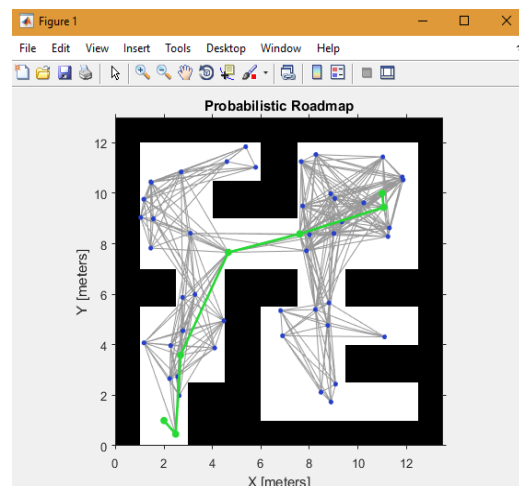 Figure 1
File Edit View Insert Tools Desktop Window Help
Probabilistic Roadmap
12
10
8
6
4
2
0
Y [meters]
0 2 4 6 8 10 12
X [meters]